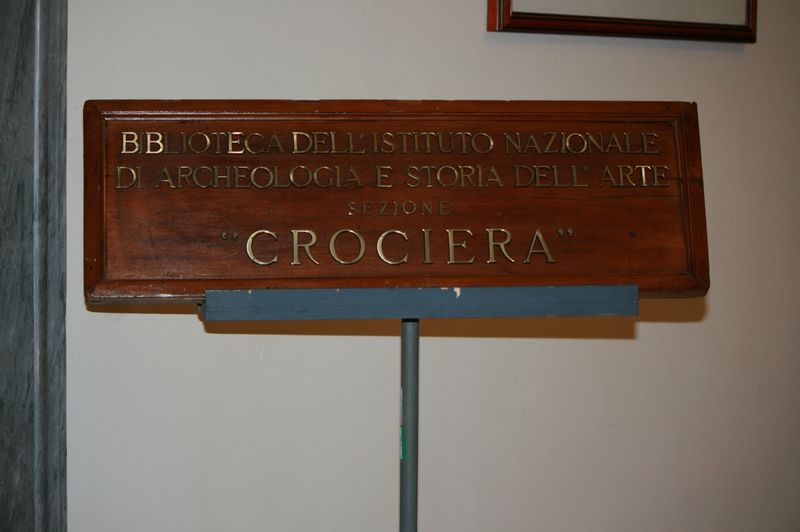 BIBLIOTECA DELL'ISTITUTO NAZIONALE
DI ARCHEOLOGIA E STORIA DELL'ARTE
SEZIONE
"CROCIERA"